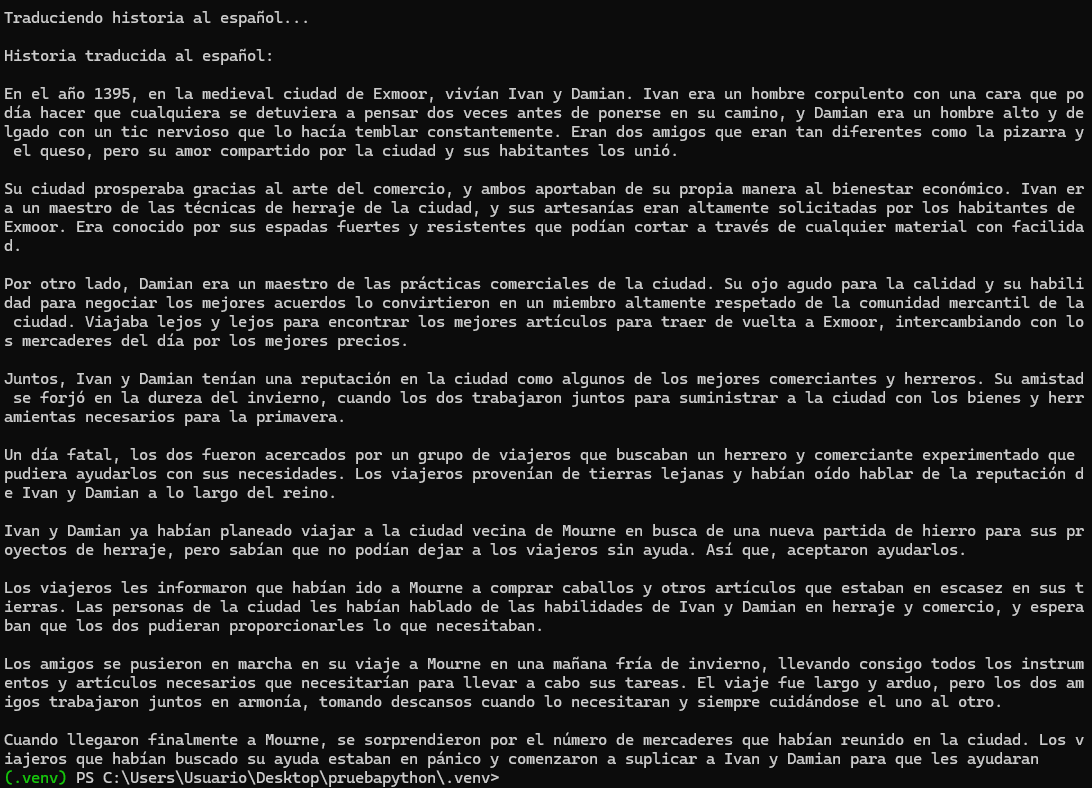 Traduciendo historia al español...
Historia traducida al español:
En el año 1395, en la medieval ciudad de Exmoor, vivían Ivan y Damian. Ivan era un hombre corpulento con una cara que po
día hacer que cualquiera se detuviera a pensar dos veces antes de ponerse en su camino, y Damian era un hombre alto y de
lgado con un tic nervioso que lo hacía temblar constantemente. Eran dos amigos que eran tan diferentes como la pizarra y
 el queso, pero su amor compartido por la ciudad y sus habitantes los unió.
Su ciudad prosperaba gracias al arte del comercio, y ambos aportaban de su propia manera al bienestar económico. Ivan er
a un maestro de las técnicas de herraje de la ciudad, y sus artesanías eran altamente solicitadas por los habitantes de
Exmoor. Era conocido por sus espadas fuertes y resistentes que podían cortar a través de cualquier material con facilida
d.
Por otro lado, Damian era un maestro de las prácticas comerciales de la ciudad. Su ojo agudo para la calidad y su habili
dad para negociar los mejores acuerdos lo convirtieron en un miembro altamente respetado de la comunidad mercantil de la
 ciudad. Viajaba lejos y lejos para encontrar los mejores artículos para traer de vuelta a Exmoor, intercambiando con lo
s mercaderes del día por los mejores precios.
Juntos, Ivan y Damian tenían una reputación en la ciudad como algunos de los mejores comerciantes y herreros. Su amistad
 se forjó en la dureza del invierno, cuando los dos trabajaron juntos para suministrar a la ciudad con los bienes y herr
amientas necesarios para la primavera.
Un día fatal, los dos fueron acercados por un grupo de viajeros que buscaban un herrero y comerciante experimentado que
pudiera ayudarlos con sus necesidades. Los viajeros provenían de tierras lejanas y habían oído hablar de la reputación d
e Ivan y Damian a lo largo del reino.
Ivan y Damian ya habían planeado viajar a la ciudad vecina de Mourne en busca de una nueva partida de hierro para sus pr
oyectos de herraje, pero sabían que no podían dejar a los viajeros sin ayuda. Así que, aceptaron ayudarlos.
Los viajeros les informaron que habían ido a Mourne a comprar caballos y otros artículos que estaban en escasez en sus t
ierras. Las personas de la ciudad les habían hablado de las habilidades de Ivan y Damian en herraje y comercio, y espera
ban que los dos pudieran proporcionarles lo que necesitaban.
Los amigos se pusieron en marcha en su viaje a Mourne en una mañana fría de invierno, llevando consigo todos los instrum
entos y artículos necesarios que necesitarían para llevar a cabo sus tareas. El viaje fue largo y arduo, pero los dos am
igos trabajaron juntos en armonía, tomando descansos cuando lo necesitaran y siempre cuidándose el uno al otro.
Cuando llegaron finalmente a Mourne, se sorprendieron por el número de mercaderes que habían reunido en la ciudad. Los v
iajeros que habían buscado su ayuda estaban en pánico y comenzaron a suplicar a Ivan y Damian para que les ayudaran
(.venv) PS C:\Users\Usuario\Desktop\pruebapython\.venv>